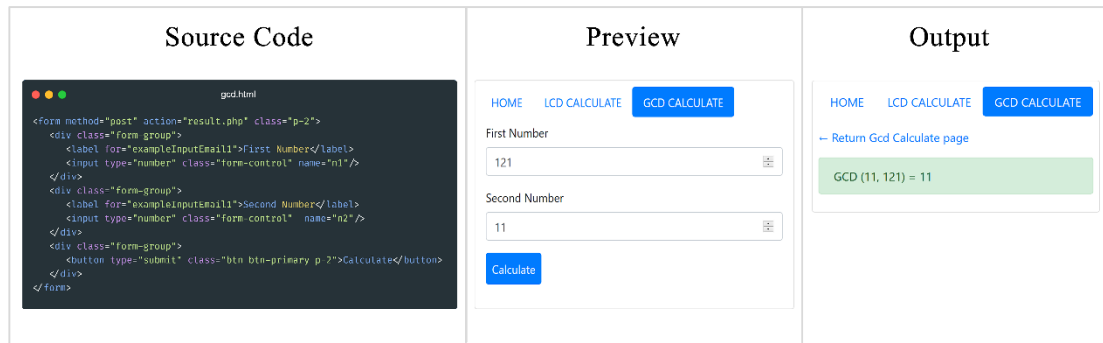 Source Code
gcd.html
<form method="post" action="result.php" class="p-2">
<div class="form-group">
<label for="exampleInputEmail1">First Number</label>
<input type="number" class="form-control" name="n1"/>
</div>
<div class="form-group">
<label for="exampleInputEmail1">Second Number</label>
<input type="number" class="form-control"  name="n2"/>
</div>
<div class="form-group">
<button type="submit" class="btn btn-primary p-2">Calculate</button>
</div>
</form>
Preview
HOME LCD CALCULATE GCD CALCULATE
First Number
121
Second Number
11
Calculate
Output
HOME LCD CALCULATE GCD CALCULATE
← Return Gcd Calculate page
GCD (11, 121) = 11